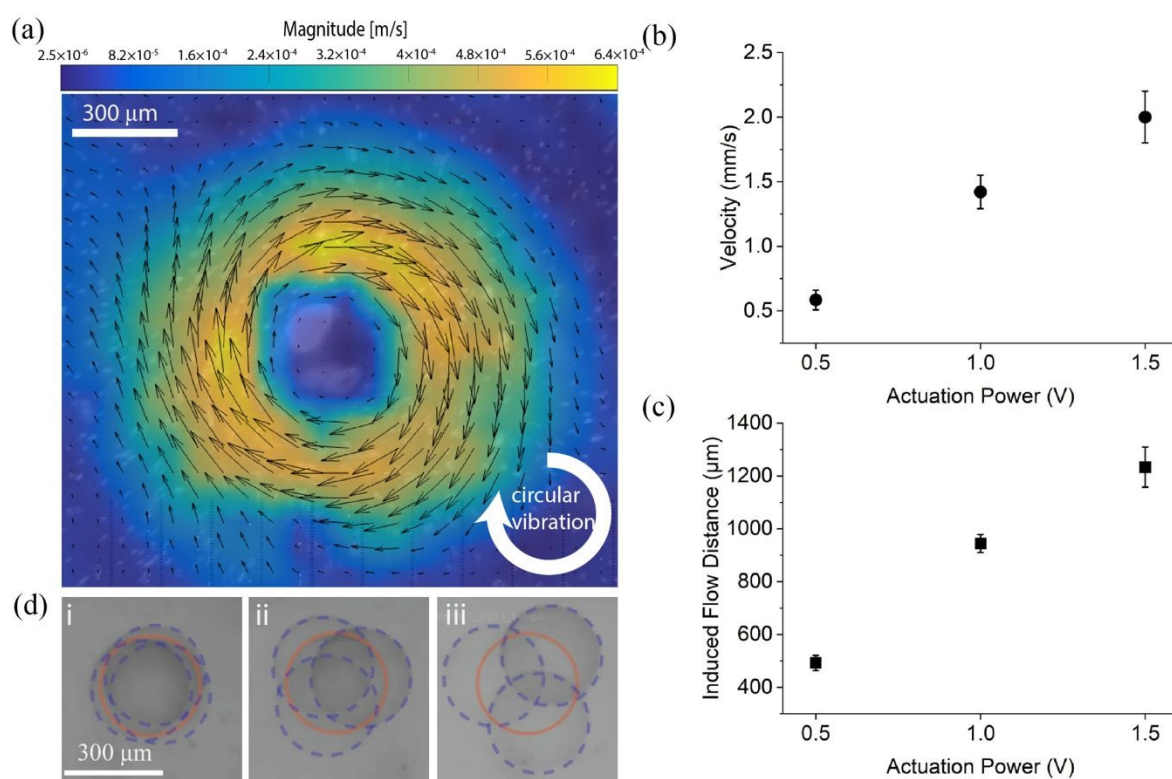 (a)
Magnitude [m/s]
2.5×10⁻⁶ 8.2×10⁻⁵ 1.6×10⁻⁴ 2.4×10⁻⁴ 3.2×10⁻⁴ 4×10⁻⁴ 4.8×10⁻⁴ 5.6×10⁻⁴ 6.4×10⁻⁴
300 μm
circular
vibration
(b)
2.5
2.0
1.5
1.0
0.5
Velocity (mm/s)
0.5 1.0 1.5
Actuation Power (V)
(c)
1400
1200
1000
800
600
400
Induced Flow Distance (μm)
0.5 1.0 1.5
Actuation Power (V)
(d)
i ii iii
300 μm